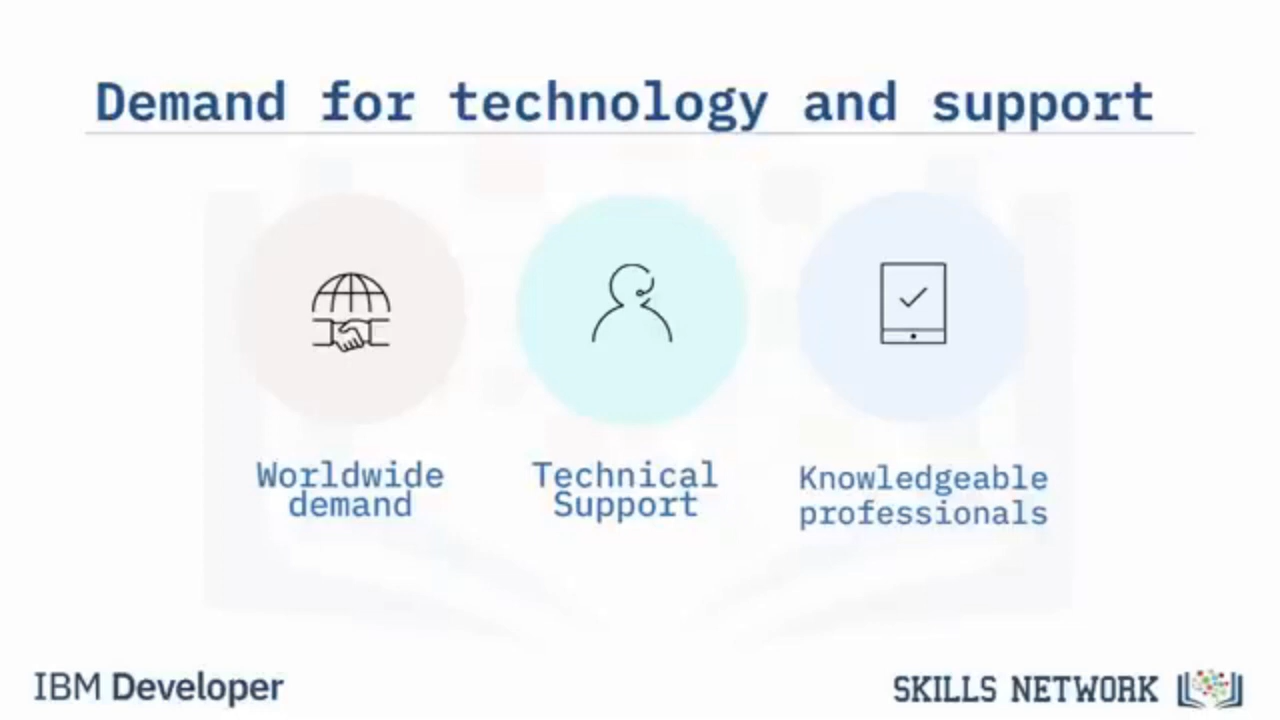 Demand for technology and support
Worldwide
demand
Technical
Support
Knowledgeable
professionals
IBM Developer
SKILLS NETWORK